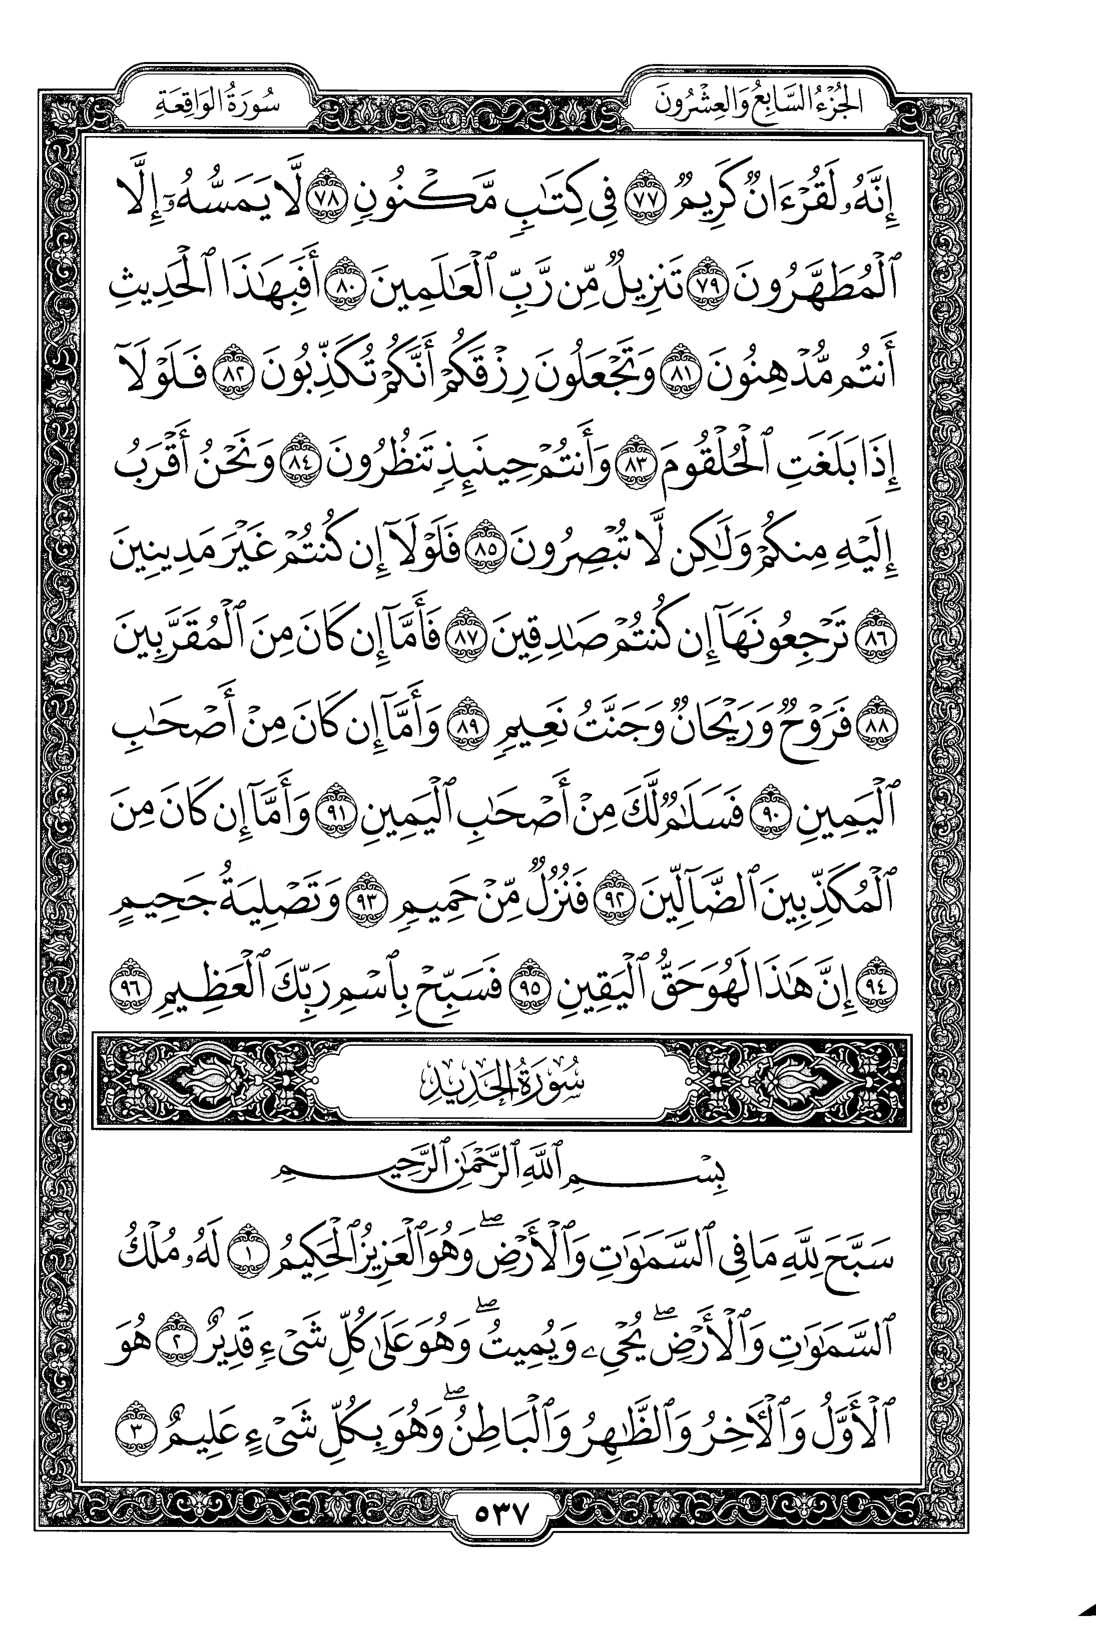 الجُزْءُ السَّابِعُ وَالعِشْرُونَ
سُورَةُ الوَاقِعَةِ
إِنَّهُۥ لَقُرْءَانٌ كَرِيمٌ ٧٧ فِى كِتَٰبٍ مَّكْنُونٍ ٧٨ لَّا يَمَسُّهُۥٓ إِلَّا
ٱلْمُطَهَّرُونَ ٧٩ تَنزِيلٌ مِّن رَّبِّ ٱلْعَٰلَمِينَ ٨٠ أَفَبِهَٰذَا ٱلْحَدِيثِ
أَنتُم مُّدْهِنُونَ ٨١ وَتَجْعَلُونَ رِزْقَكُمْ أَنَّكُمْ تُكَذِّبُونَ ٨٢ فَلَوْلَآ
إِذَا بَلَغَتِ ٱلْحُلْقُومَ ٨٣ وَأَنتُمْ حِينَئِذٍ تَنظُرُونَ ٨٤ وَنَحْنُ أَقْرَبُ
إِلَيْهِ مِنكُمْ وَلَٰكِن لَّا تُبْصِرُونَ ٨٥ فَلَوْلَآ إِن كُنتُمْ غَيْرَ مَدِينِينَ
٨٦ تَرْجِعُونَهَآ إِن كُنتُمْ صَٰدِقِينَ ٨٧ فَأَمَّآ إِن كَانَ مِنَ ٱلْمُقَرَّبِينَ
٨٨ فَرَوْحٌ وَرَيْحَانٌ وَجَنَّتُ نَعِيمٍ ٨٩ وَأَمَّآ إِن كَانَ مِنْ أَصْحَٰبِ
ٱلْيَمِينِ ٩٠ فَسَلَٰمٌ لَّكَ مِنْ أَصْحَٰبِ ٱلْيَمِينِ ٩١ وَأَمَّآ إِن كَانَ مِنَ
ٱلْمُكَذِّبِينَ ٱلضَّآلِّينَ ٩٢ فَنُزُلٌ مِّنْ حَمِيمٍ ٩٣ وَتَصْلِيَةُ جَحِيمٍ
٩٤ إِنَّ هَٰذَا لَهُوَ حَقُّ ٱلْيَقِينِ ٩٥ فَسَبِّحْ بِٱسْمِ رَبِّكَ ٱلْعَظِيمِ ٩٦
سُورَةُ الحَدِيدِ
بِسْمِ ٱللَّهِ ٱلرَّحْمَٰنِ ٱلرَّحِيمِ
سَبَّحَ لِلَّهِ مَا فِى ٱلسَّمَٰوَٰتِ وَٱلْأَرْضِ ۖ وَهُوَ ٱلْعَزِيزُ ٱلْحَكِيمُ ١ لَهُۥ مُلْكُ
ٱلسَّمَٰوَٰتِ وَٱلْأَرْضِ ۖ يُحْىِۦ وَيُمِيتُ ۖ وَهُوَ عَلَىٰ كُلِّ شَىْءٍ قَدِيرٌ ٢ هُوَ
ٱلْأَوَّلُ وَٱلْءَاخِرُ وَٱلظَّٰهِرُ وَٱلْبَاطِنُ ۖ وَهُوَ بِكُلِّ شَىْءٍ عَلِيمٌ ٣
٥٣٧